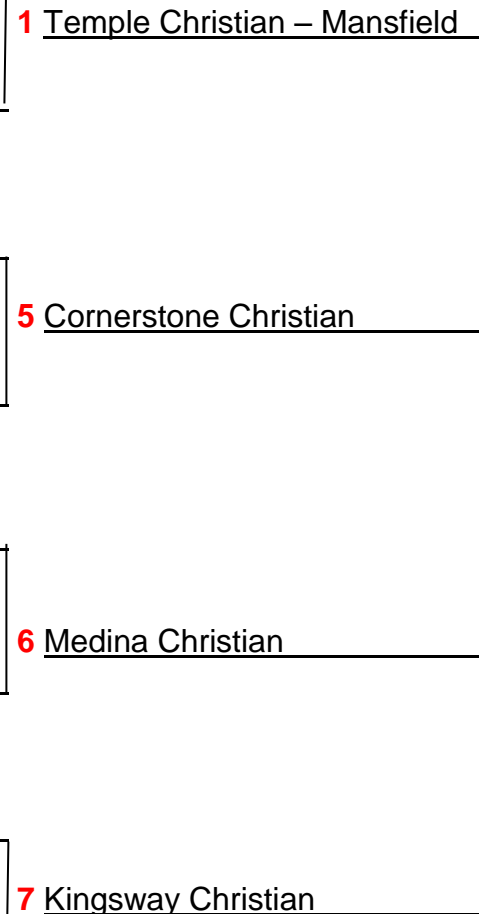 1 Temple Christian – Mansfield
5 Cornerstone Christian
6 Medina Christian
7 Kingsway Christian